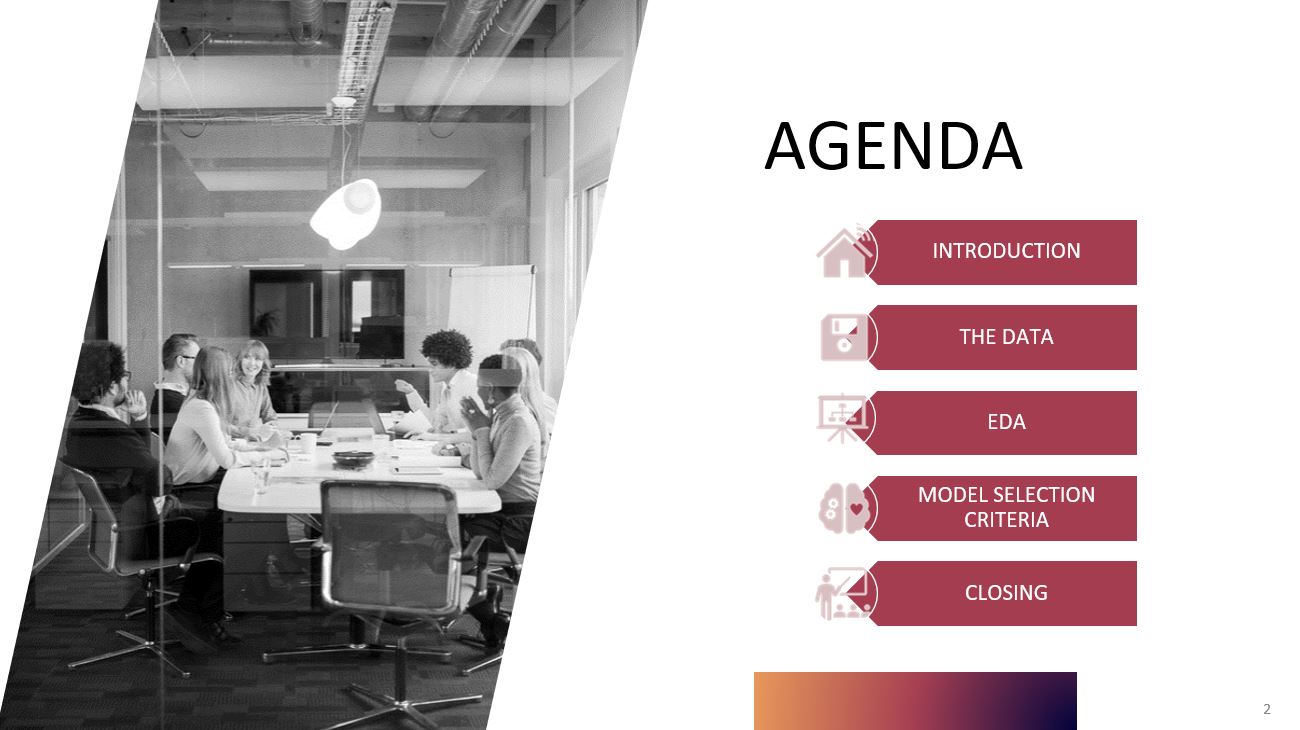 AGENDA
INTRODUCTION
THE DATA
EDA
MODEL SELECTION
CRITERIA
CLOSING
2